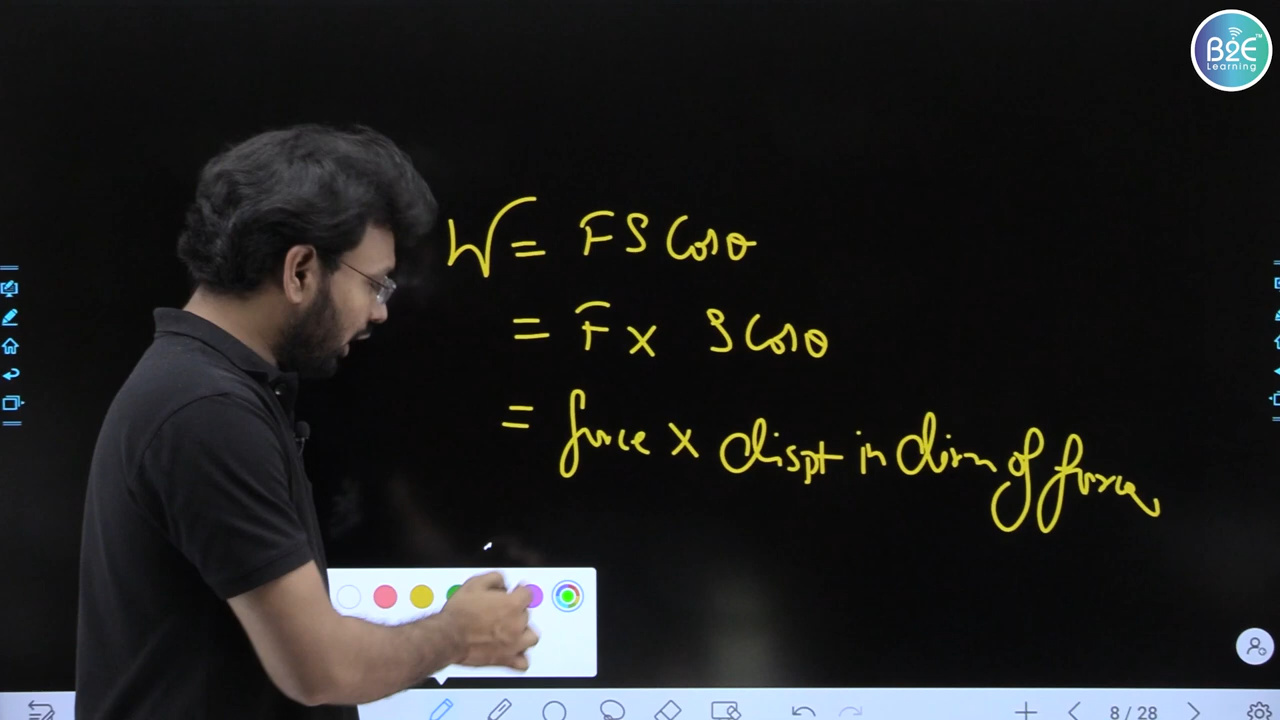 B2E
Learning
W = FS Cosθ
= F × S Cosθ
= force × dispt in dirn of force
8 / 28